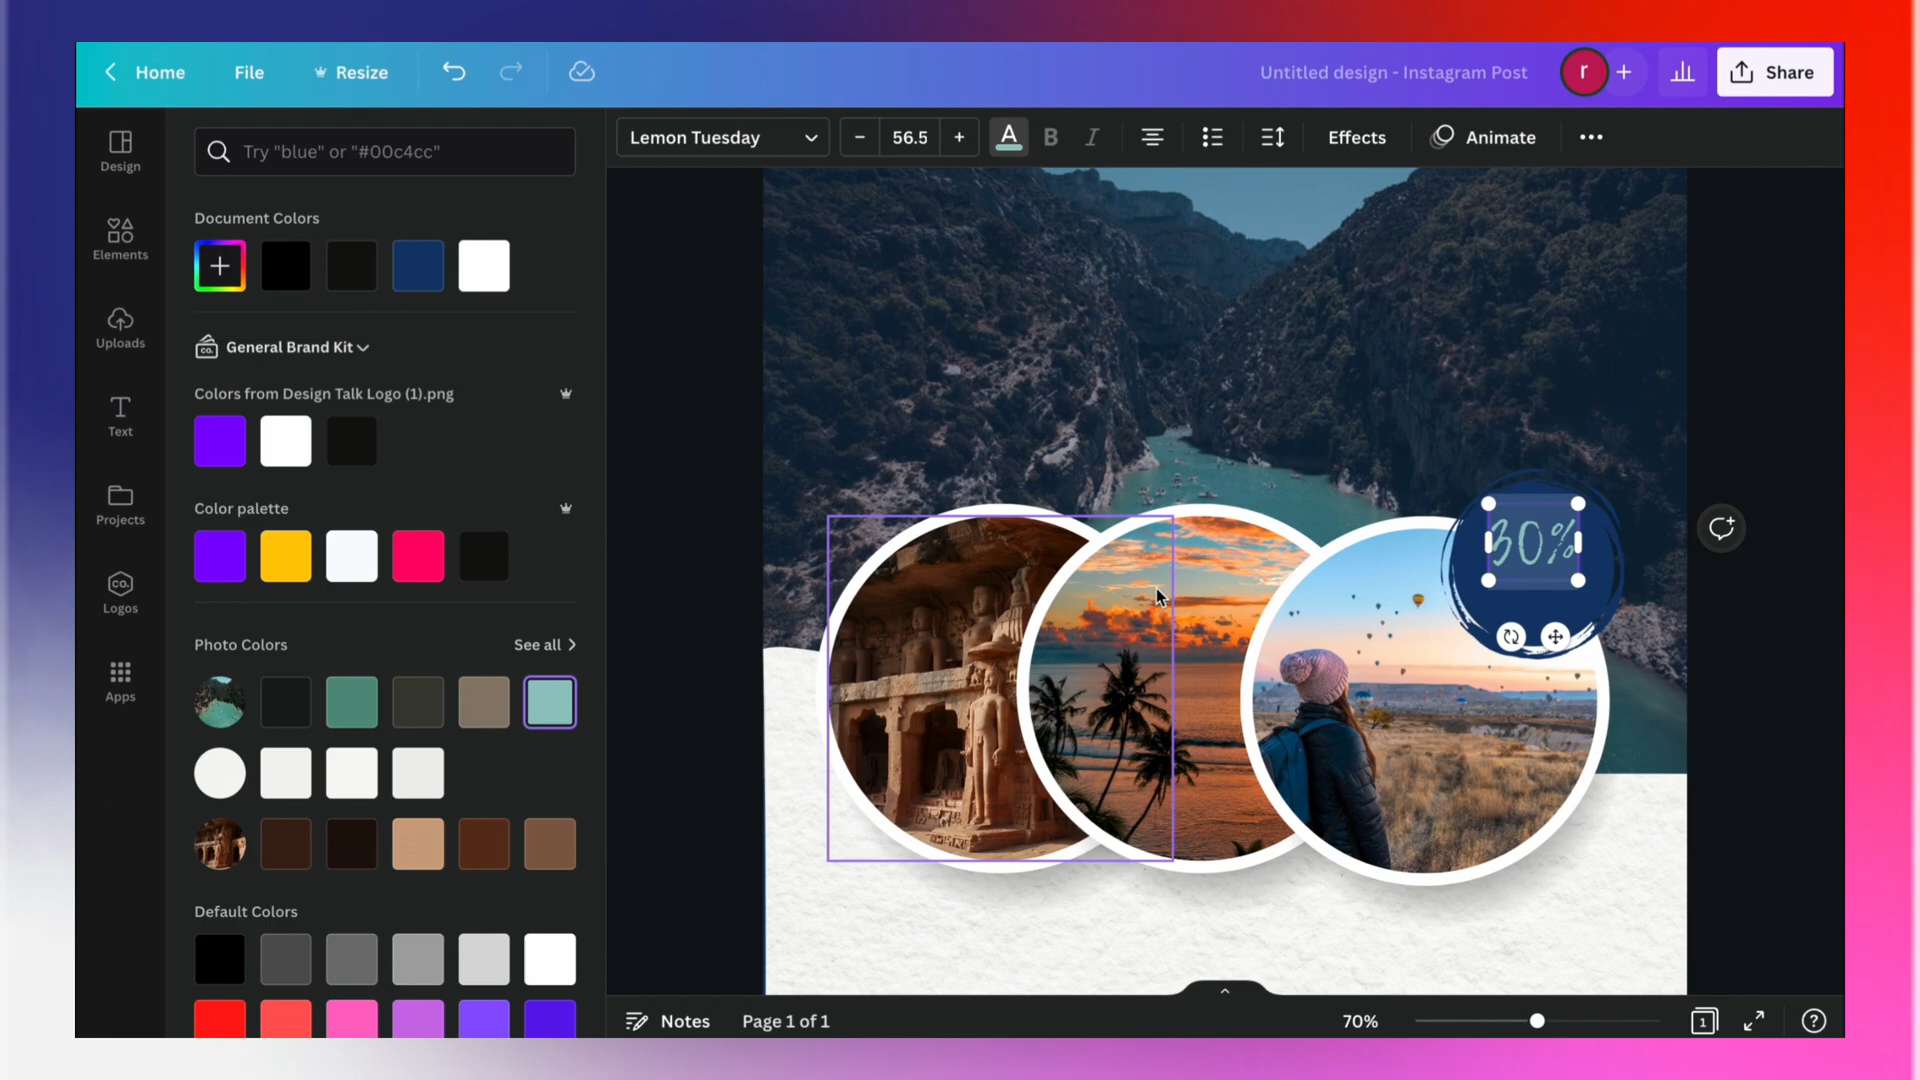 Home
File
Resize
Untitled design - Instagram Post
r
Share
Design
Elements
Uploads
Text
Projects
CO.
Logos
Apps
Try "blue" or "#00c4cc"
Document Colors
CO.
General Brand Kit
Colors from Design Talk Logo (1).png
Color palette
Photo Colors
See all
Default Colors
Lemon Tuesday
56.5
A
B
I
Effects
Animate
30%
Notes
Page 1 of 1
70%
1